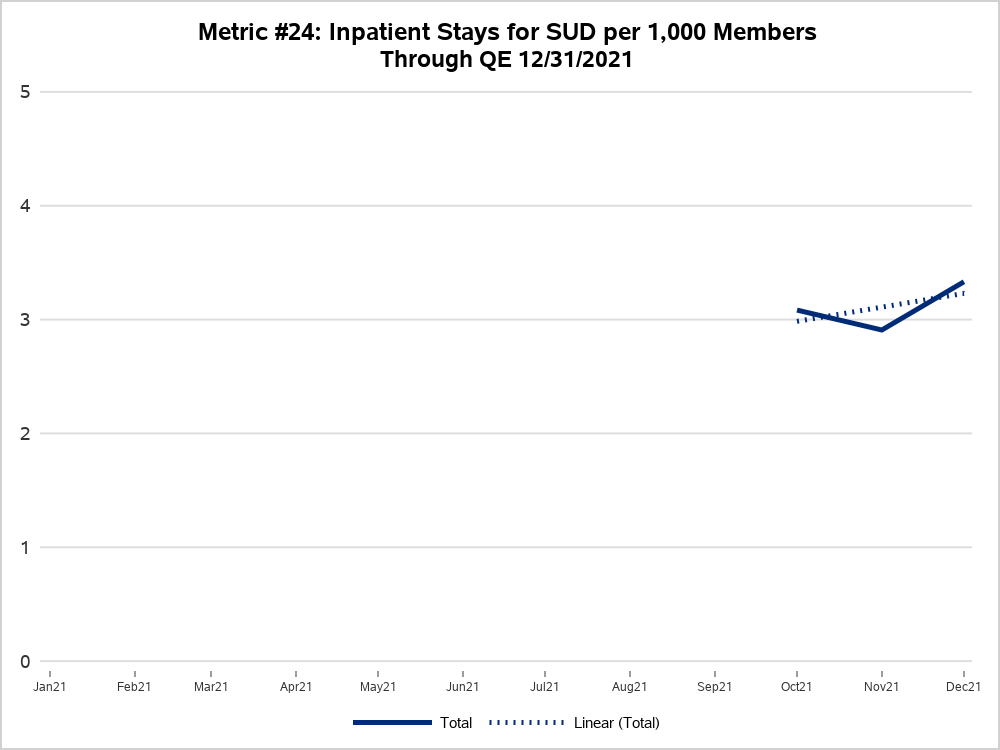 Metric #24: Inpatient Stays for SUD per 1,000 Members
Through QE 12/31/2021
5
4
3
2
1
0
Jan21 Feb21 Mar21 Apr21 May21 Jun21 Jul21 Aug21 Sep21 Oct21 Nov21 Dec21
Total Linear (Total)